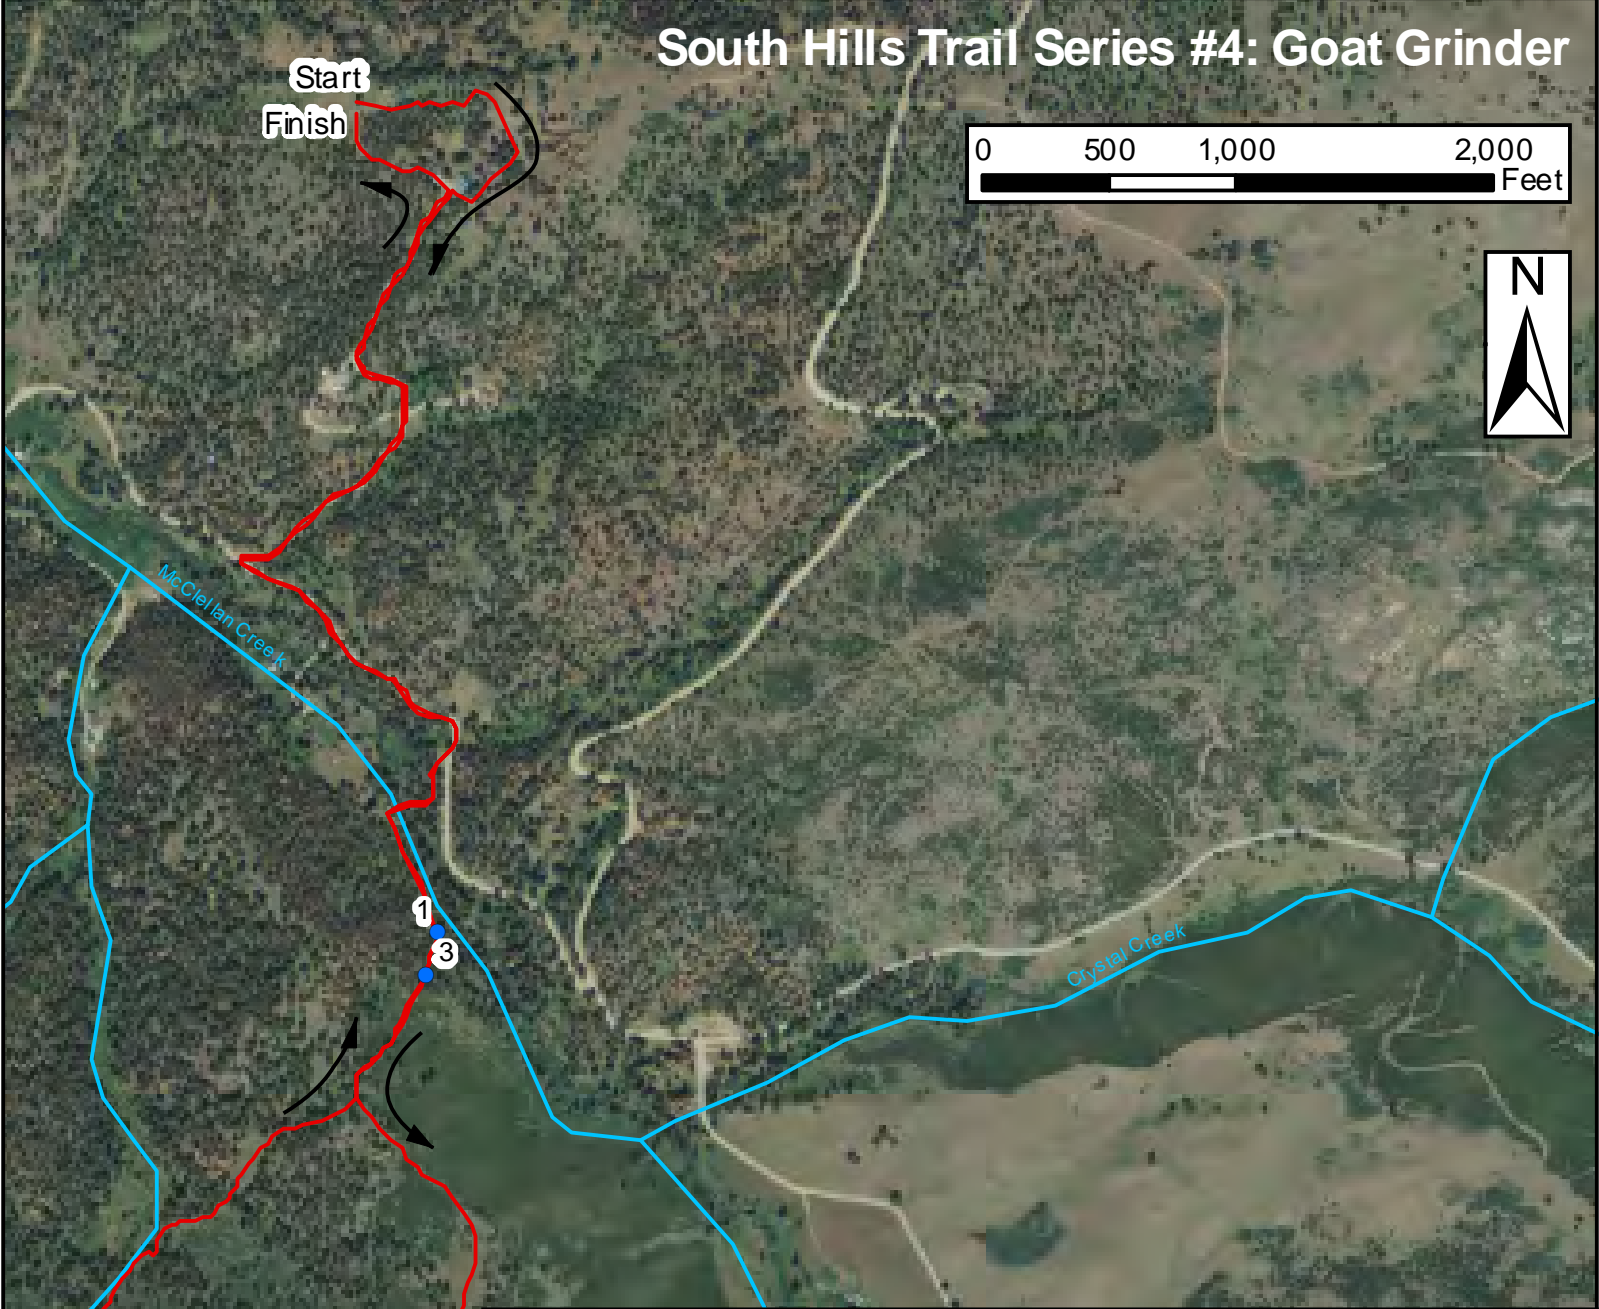 South Hills Trail Series #4: Goat Grinder
Start
Finish
0 500 1,000 2,000
Feet
N
McClellan Creek
1
3
Crystal Creek